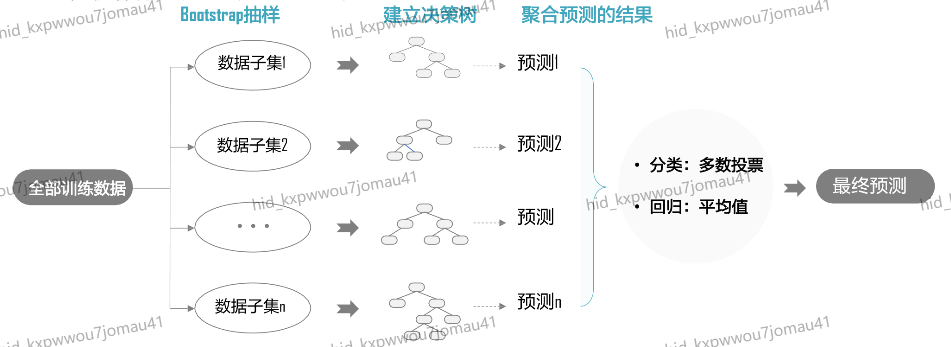 Bootstrap抽样
建立决策树
聚合预测的结果
数据子集1
预测1
数据子集2
预测2
全部训练数据
• • •
预测
数据子集n
预测n
• 分类：多数投票
• 回归：平均值
最终预测
hid_kxpwwou7jomau41
hid_kxpwwou7jomau41
hid_kxpwwou7jomau41
hid_kxpwwou7jomau41
hid_kxpwwou7jomau41
hid_k
hid_kxpwwou7jomau41
hid_kxpwwou7jomau41
hid_kxpwwou7jomau41